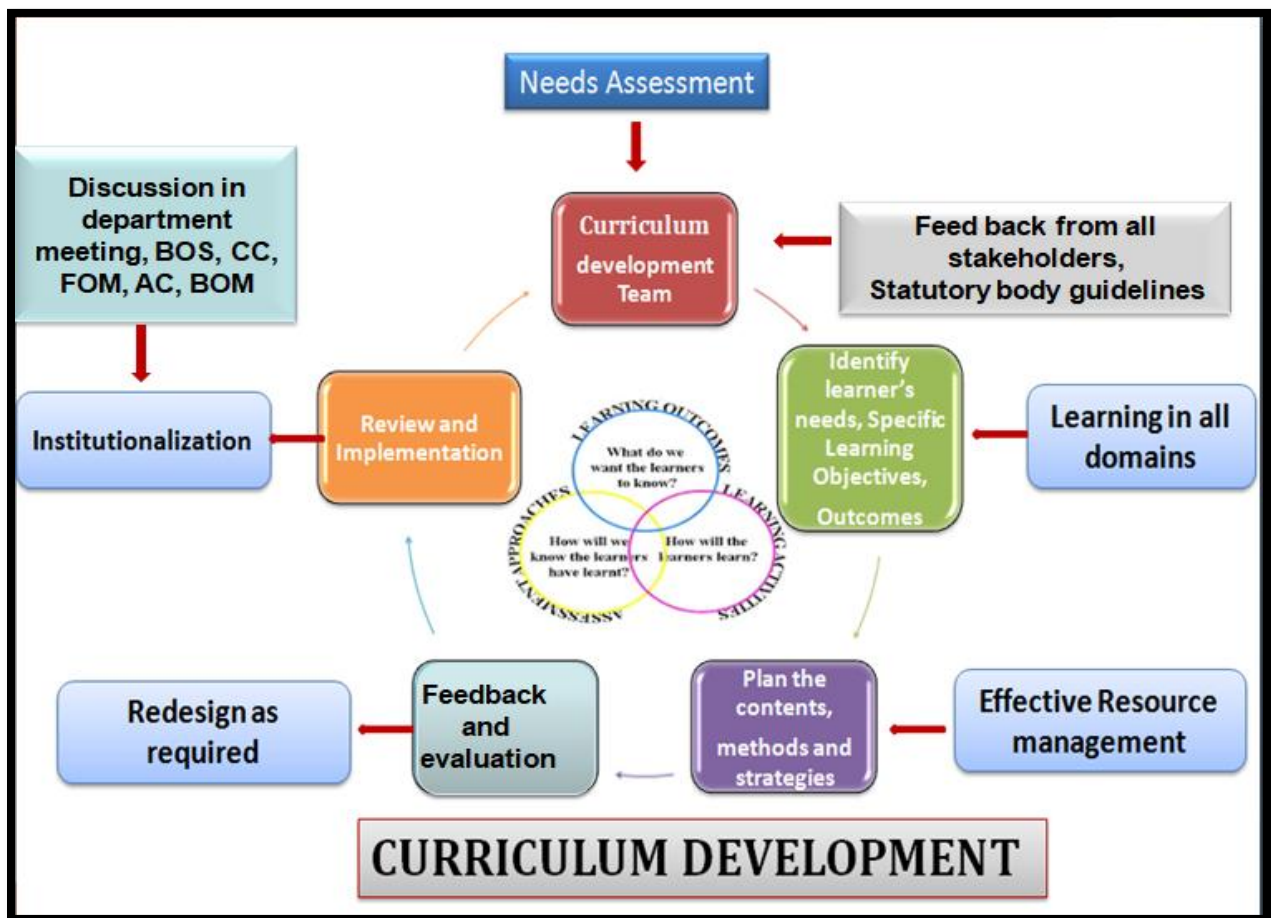 Needs Assessment
Discussion in
department
meeting, BOS, CC,
FOM, AC, BOM
Curriculum
development
Team
Feed back from all
stakeholders,
Statutory body guidelines
Identify
learner's
needs, Specific
Learning
Objectives,
Outcomes
Learning in all
domains
Institutionalization
Review and
Implementation
LEARNING OUTCOMES
What do we
want the learners
to know?
ASSESSMENT APPROACHES
How will we
know the learners
have learnt?
LEARNING ACTIVITIES
How will the
learners learn?
Redesign as
required
Feedback
and
evaluation
Plan the
contents,
methods and
strategies
Effective Resource
management
CURRICULUM DEVELOPMENT